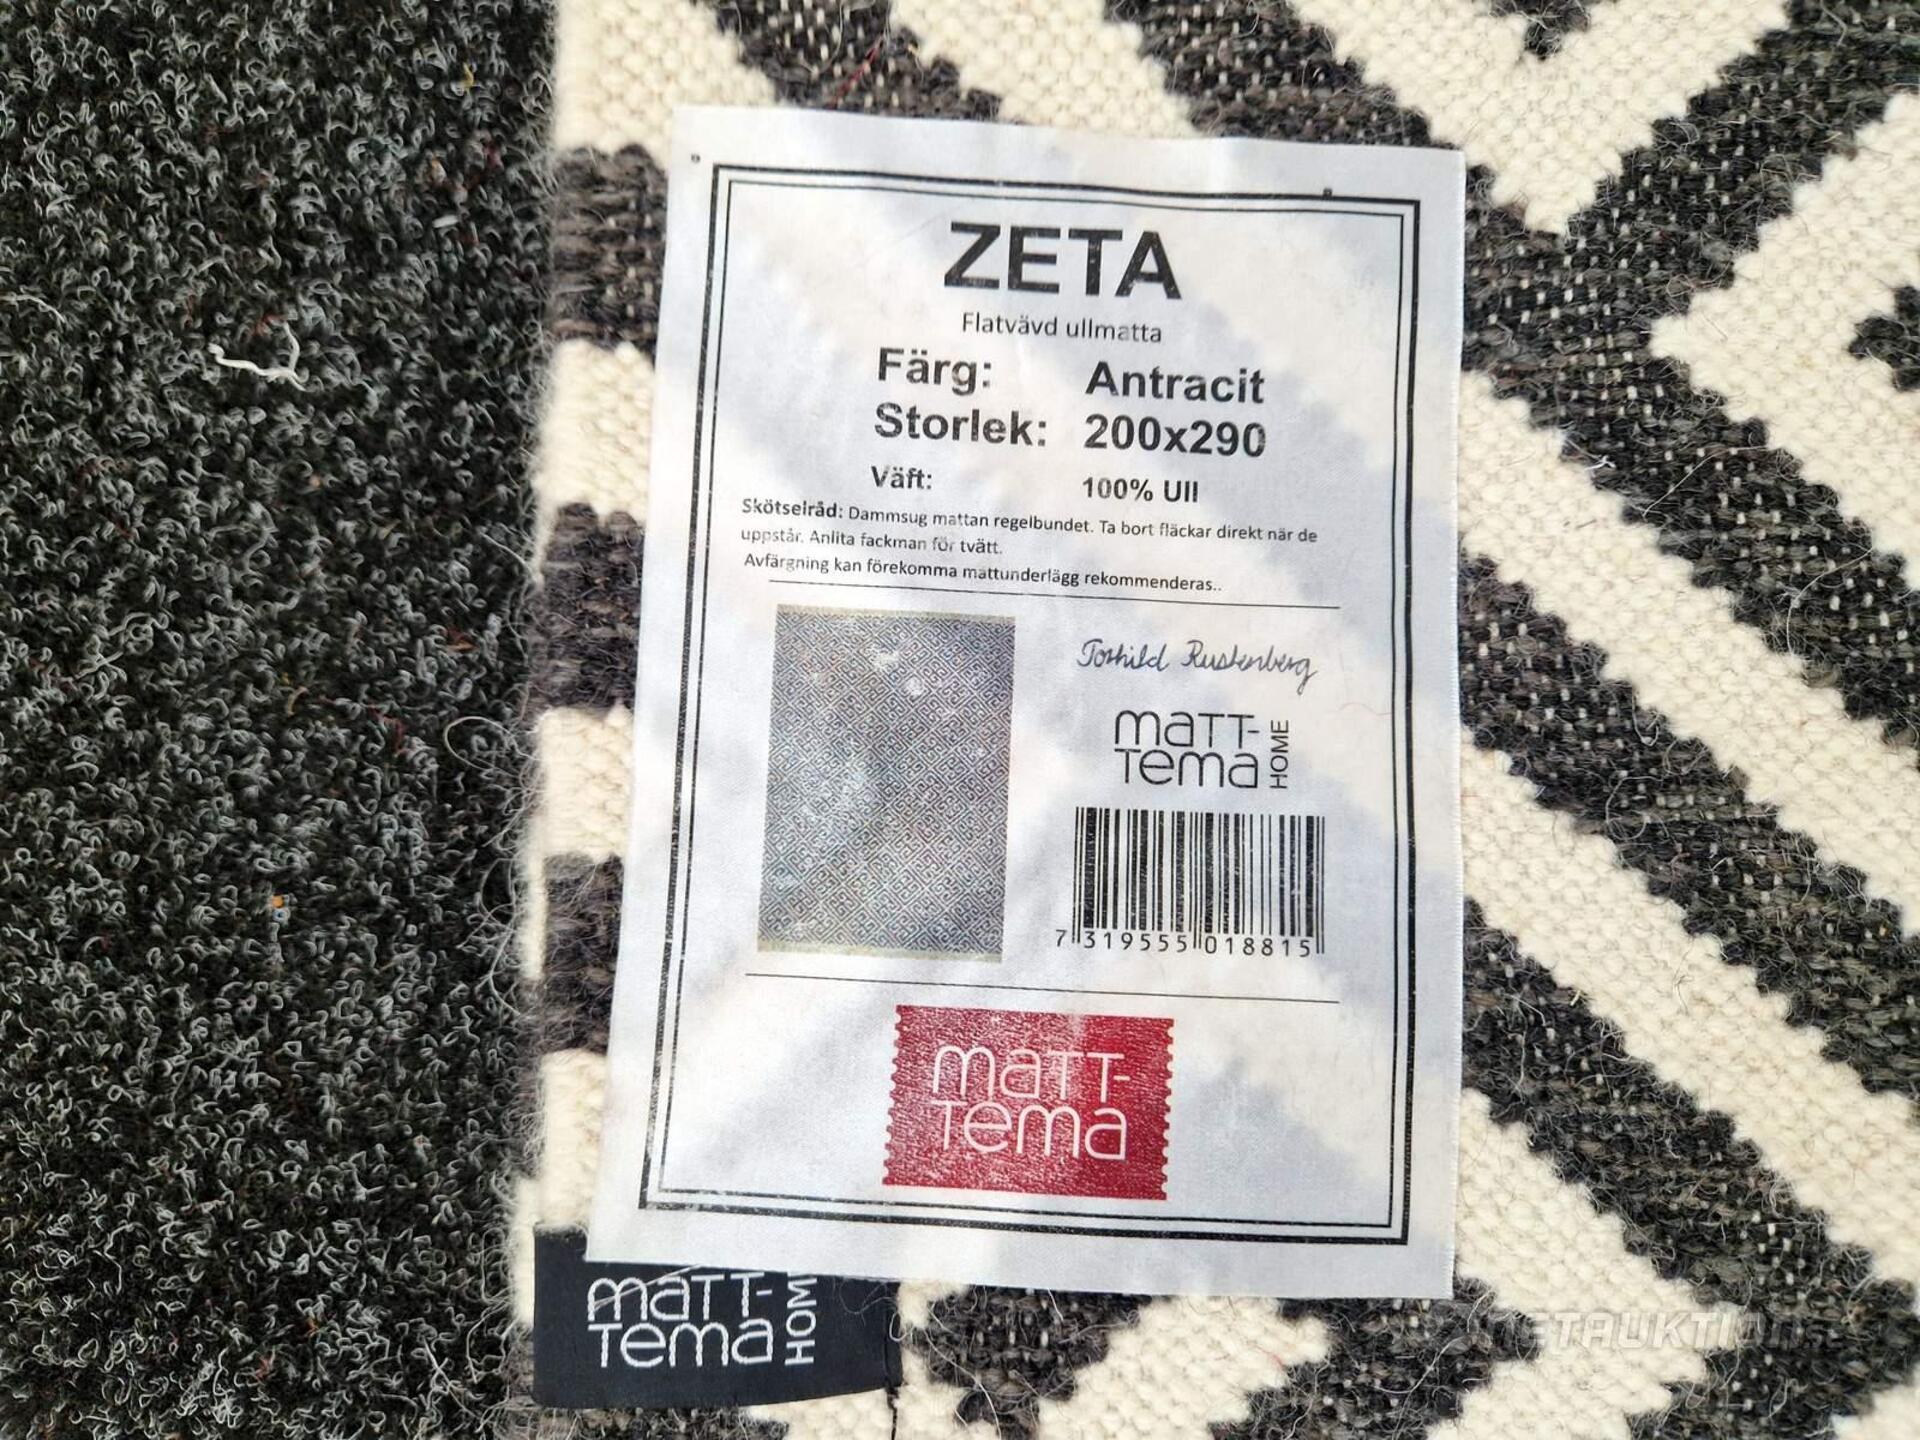 ZETA
Flatvävd ullmatta
Färg: Antracit
Storlek: 200x290
Väft: 100% Ull
Skötselråd: Dammsug mattan regelbundet. Ta bort fläckar direkt när de
uppstår. Anlita fackman för tvätt.
Avfärgning kan förekomma mattunderlägg rekommenderas..
Torhild Rustenberg
matt-
tema
HOME
7 319555 018815
matt-
tema
matt-
tema
HOME
NETAUKTION.SE